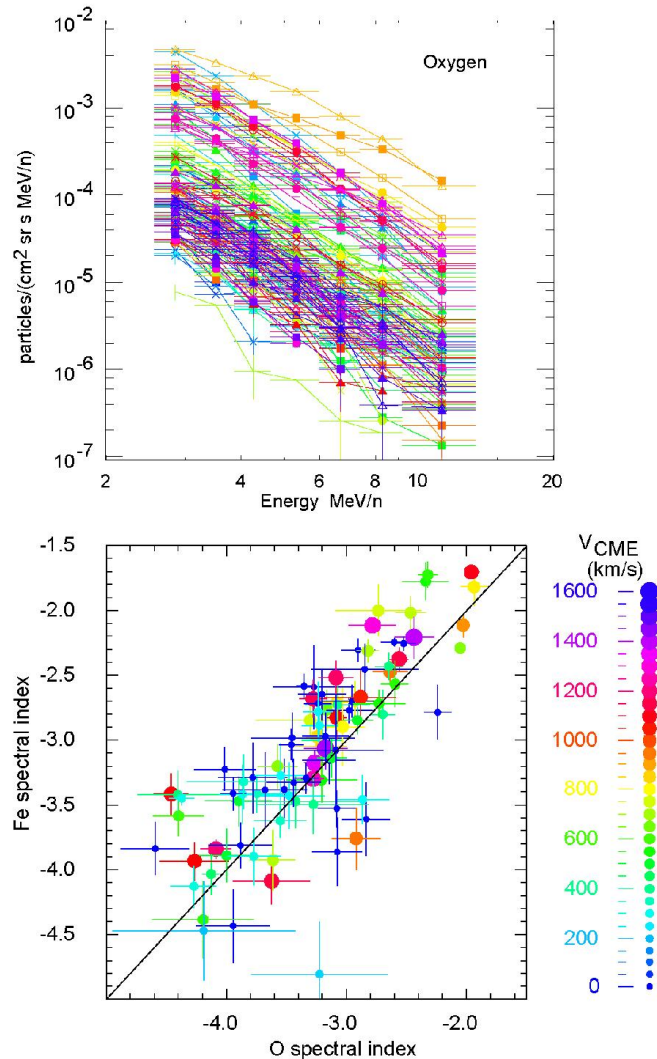 10⁻²
Oxygen
10⁻³
10⁻⁴
10⁻⁵
10⁻⁶
10⁻⁷
particles/(cm² sr s MeV/n)
2 4 6 8 10 20
Energy MeV/n
-1.5
-2.0
-2.5
-3.0
-3.5
-4.0
-4.5
Fe spectral index
-4.0 -3.0 -2.0
O spectral index
V_CME
(km/s)
1600
1400
1200
1000
800
600
400
200
0